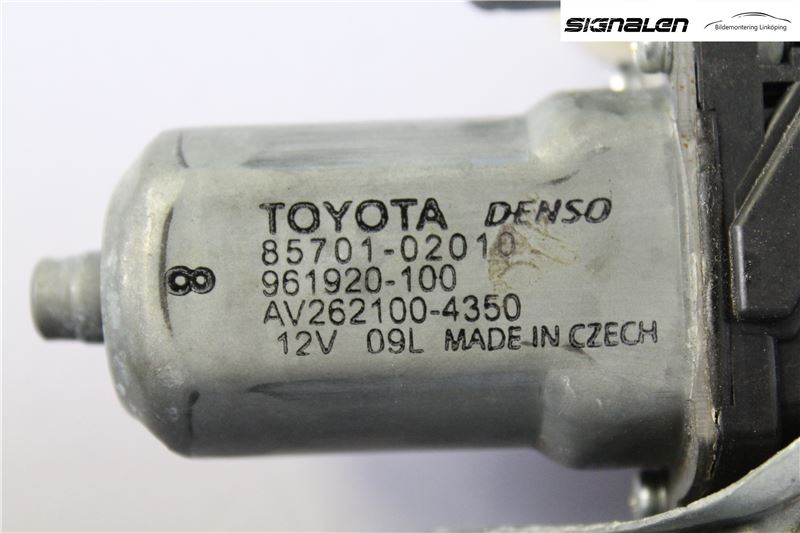 SIGNALEN
Bildemontering Linköping
TOYOTA DENSO
85701-02010
961920-100
AV262100-4350
12V 09L MADE IN CZECH
8